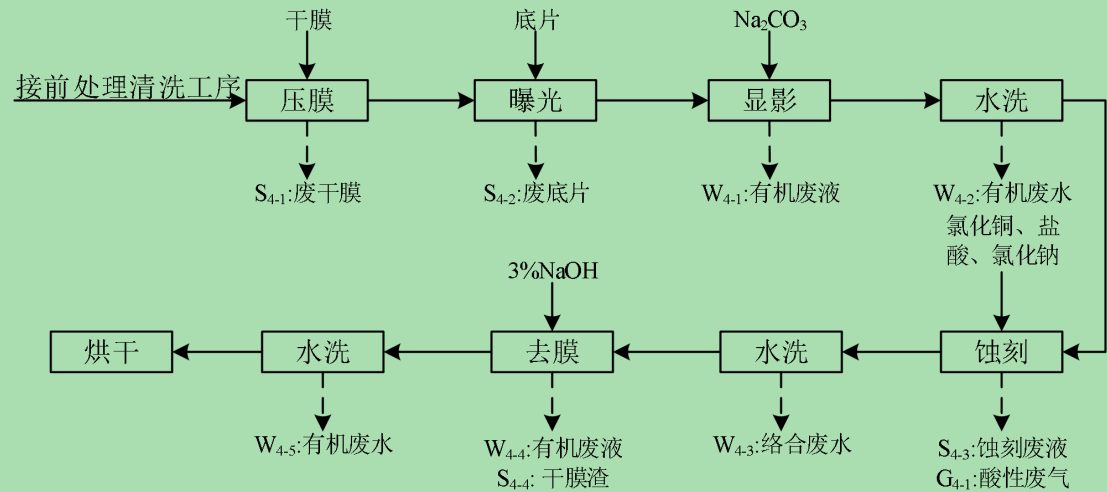 干膜
底片
Na₂CO₃
接前处理清洗工序
压膜
曝光
显影
水洗
S₄₋₁:废干膜
S₄₋₂:废底片
W₄₋₁:有机废液
W₄₋₂:有机废水
氯化铜、盐
酸、氯化钠
3%NaOH
烘干
水洗
去膜
水洗
蚀刻
W₄₋₅:有机废水
W₄₋₄:有机废液
S₄₋₄: 干膜渣
W₄₋₃:络合废水
S₄₋₃:蚀刻废液
G₄₋₁:酸性废气